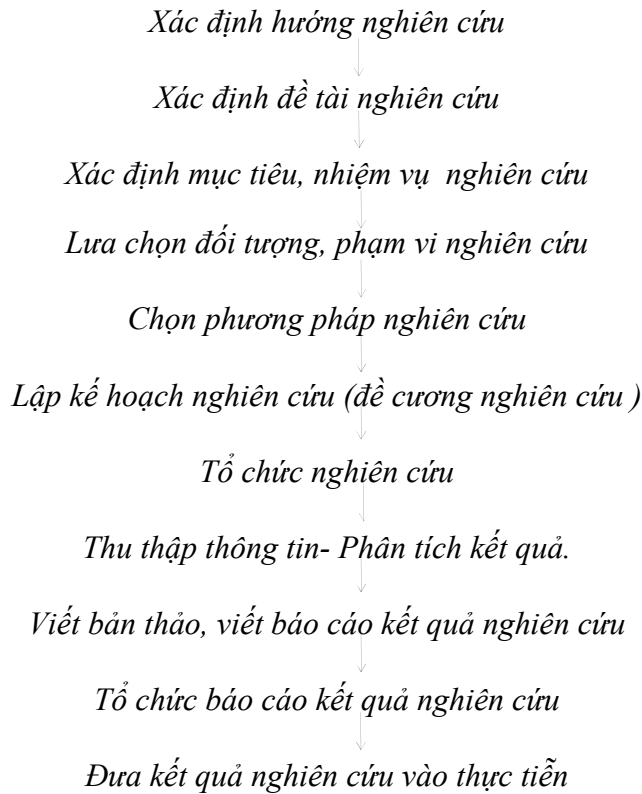 Xác định hướng nghiên cứu
Xác định đề tài nghiên cứu
Xác định mục tiêu, nhiệm vụ nghiên cứu
Lưa chọn đối tượng, phạm vi nghiên cứu
Chọn phương pháp nghiên cứu
Lập kế hoạch nghiên cứu (đề cương nghiên cứu )
Tổ chức nghiên cứu
Thu thập thông tin- Phân tích kết quả.
Viết bản thảo, viết báo cáo kết quả nghiên cứu
Tổ chức báo cáo kết quả nghiên cứu
Đưa kết quả nghiên cứu vào thực tiễn